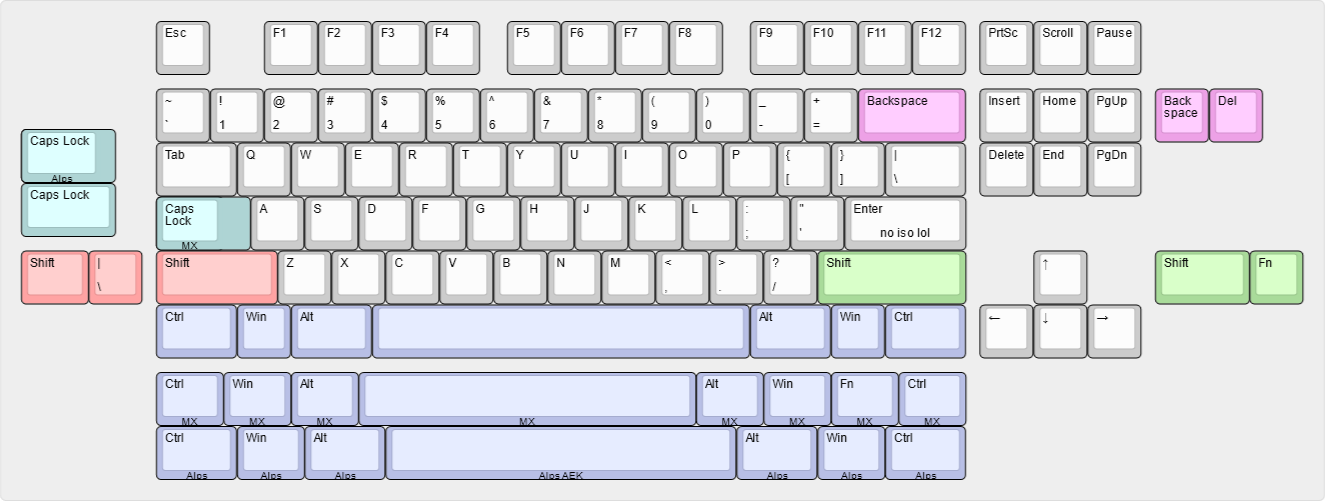 Esc F1 F2 F3 F4 F5 F6 F7 F8 F9 F10 F11 F12 PrtSc Scroll Pause
~ ! @ # $ % ^ & * ( ) _ + Backspace Insert Home PgUp Back Del
space
` 1 2 3 4 5 6 7 8 9 0 - =
Caps Lock
Alps
Tab Q W E R T Y U I O P { } | Delete End PgDn
[ ] \
Caps Lock
Caps A S D F G H J K L : " Enter
Lock
; ' no iso lol
MX
Shift | Shift Z X C V B N M < > ? Shift ↑ Shift Fn
\ , . /
Ctrl Win Alt Alt Win Ctrl ← ↓ →
Ctrl Win Alt Alt Win Fn Ctrl
MX MX MX MX MX MX MX MX
Ctrl Win Alt Alt Win Ctrl
Alps Alps Alps Alps AEK Alps Alps Alps